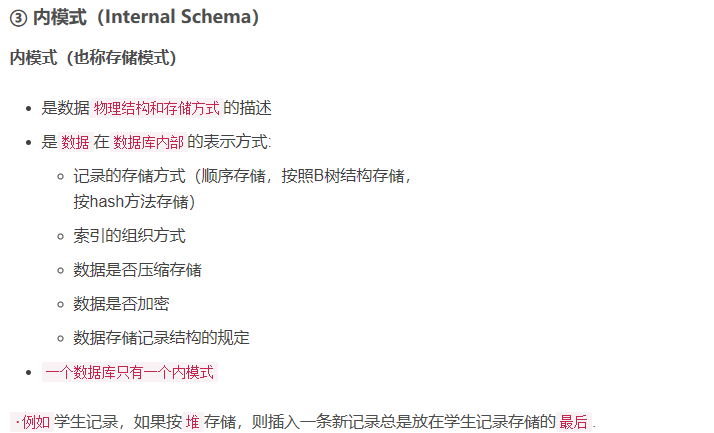 ③ 内模式（Internal Schema）
内模式（也称存储模式）
• 是数据 物理结构和存储方式 的描述
• 是 数据 在 数据库内部 的表示方式:
○ 记录的存储方式（顺序存储，按照B树结构存储，
按hash方法存储）
○ 索引的组织方式
○ 数据是否压缩存储
○ 数据是否加密
○ 数据存储记录结构的规定
• 一个数据库只有一个内模式
·例如 学生记录，如果按 堆 存储，则插入一条新记录总是放在学生记录存储的 最后 .